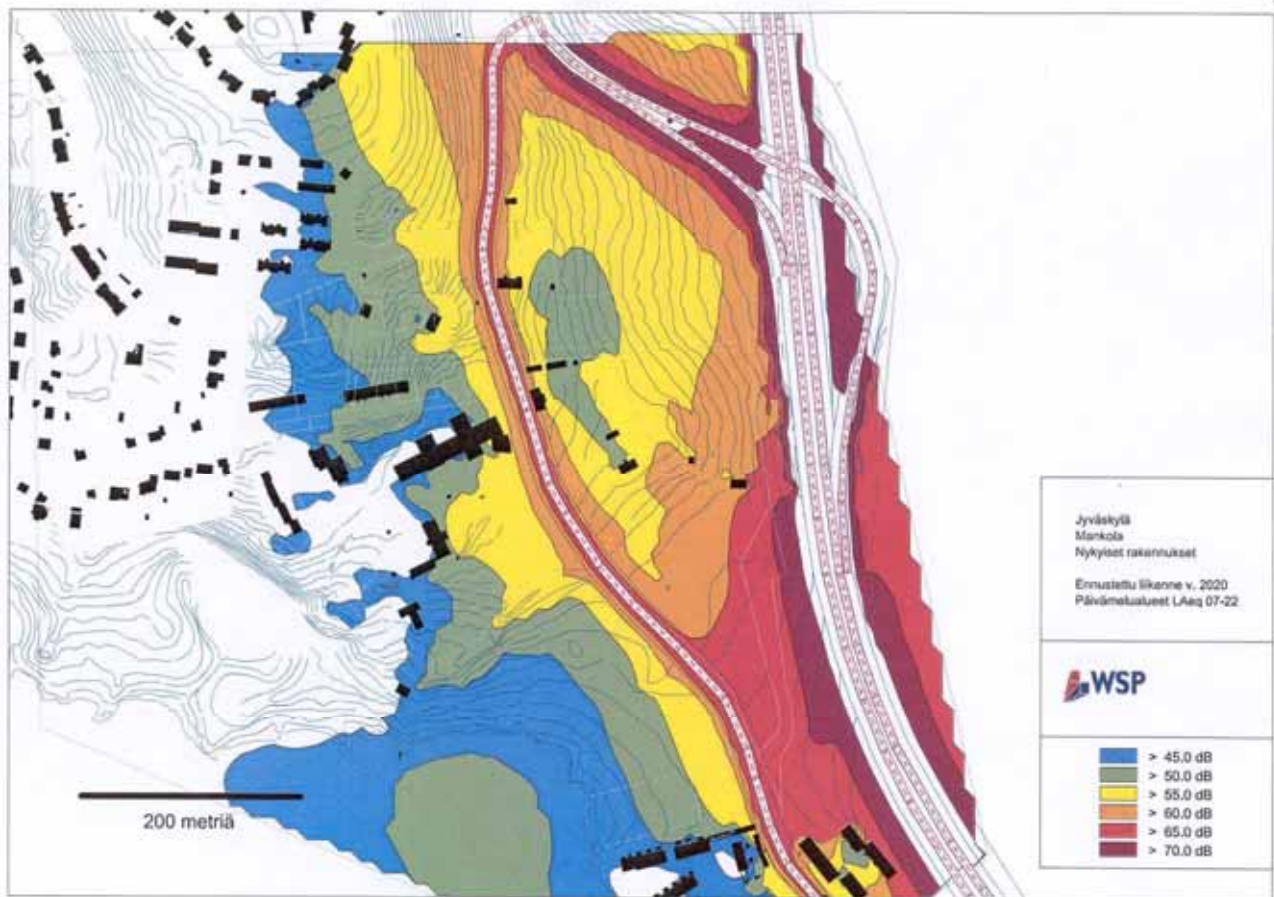 Jyväskylä
Mankola
Nykyiset rakennukset
Ennustettu liikenne v. 2020
Päivämelualueet LAeq 07-22
WSP
> 45.0 dB
> 50.0 dB
> 55.0 dB
> 60.0 dB
> 65.0 dB
> 70.0 dB
200 metriä